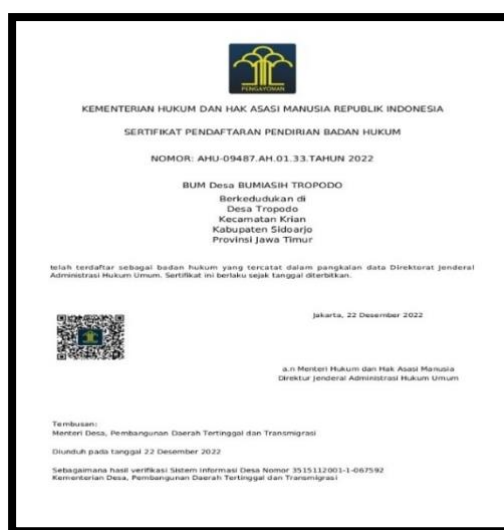 PENGAYOMAN
KEMENTERIAN HUKUM DAN HAK ASASI MANUSIA REPUBLIK INDONESIA
SERTIFIKAT PENDAFTARAN PENDIRIAN BADAN HUKUM
NOMOR: AHU-09487.AH.01.33.TAHUN 2022
BUM Desa BUMIASIH TROPODO
Berkedudukan di
Desa Tropodo
Kecamatan Krian
Kabupaten Sidoarjo
Provinsi Jawa Timur
telah terdaftar sebagai badan hukum yang tercatat dalam pangkalan data Direktorat Jenderal
Administrasi Hukum Umum. Sertifikat ini berlaku sejak tanggal diterbitkan.
Jakarta, 22 Desember 2022
a.n Menteri Hukum dan Hak Asasi Manusia
Direktur Jenderal Administrasi Hukum Umum
Tembusan:
Menteri Desa, Pembangunan Daerah Tertinggal dan Transmigrasi
Diunduh pada tanggal 22 Desember 2022
Sebagaimana hasil verifikasi Sistem Informasi Desa Nomor 3515112001-1-067592
Kementerian Desa, Pembangunan Daerah Tertinggal dan Transmigrasi